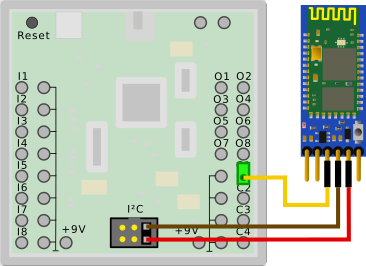 Reset
I1
I2
I3
I4
I5
I6
I7
I8
+9V
I²C
O1 O2
O3 O4
O5 O6
O7 O8
C2
C3
+9V C4